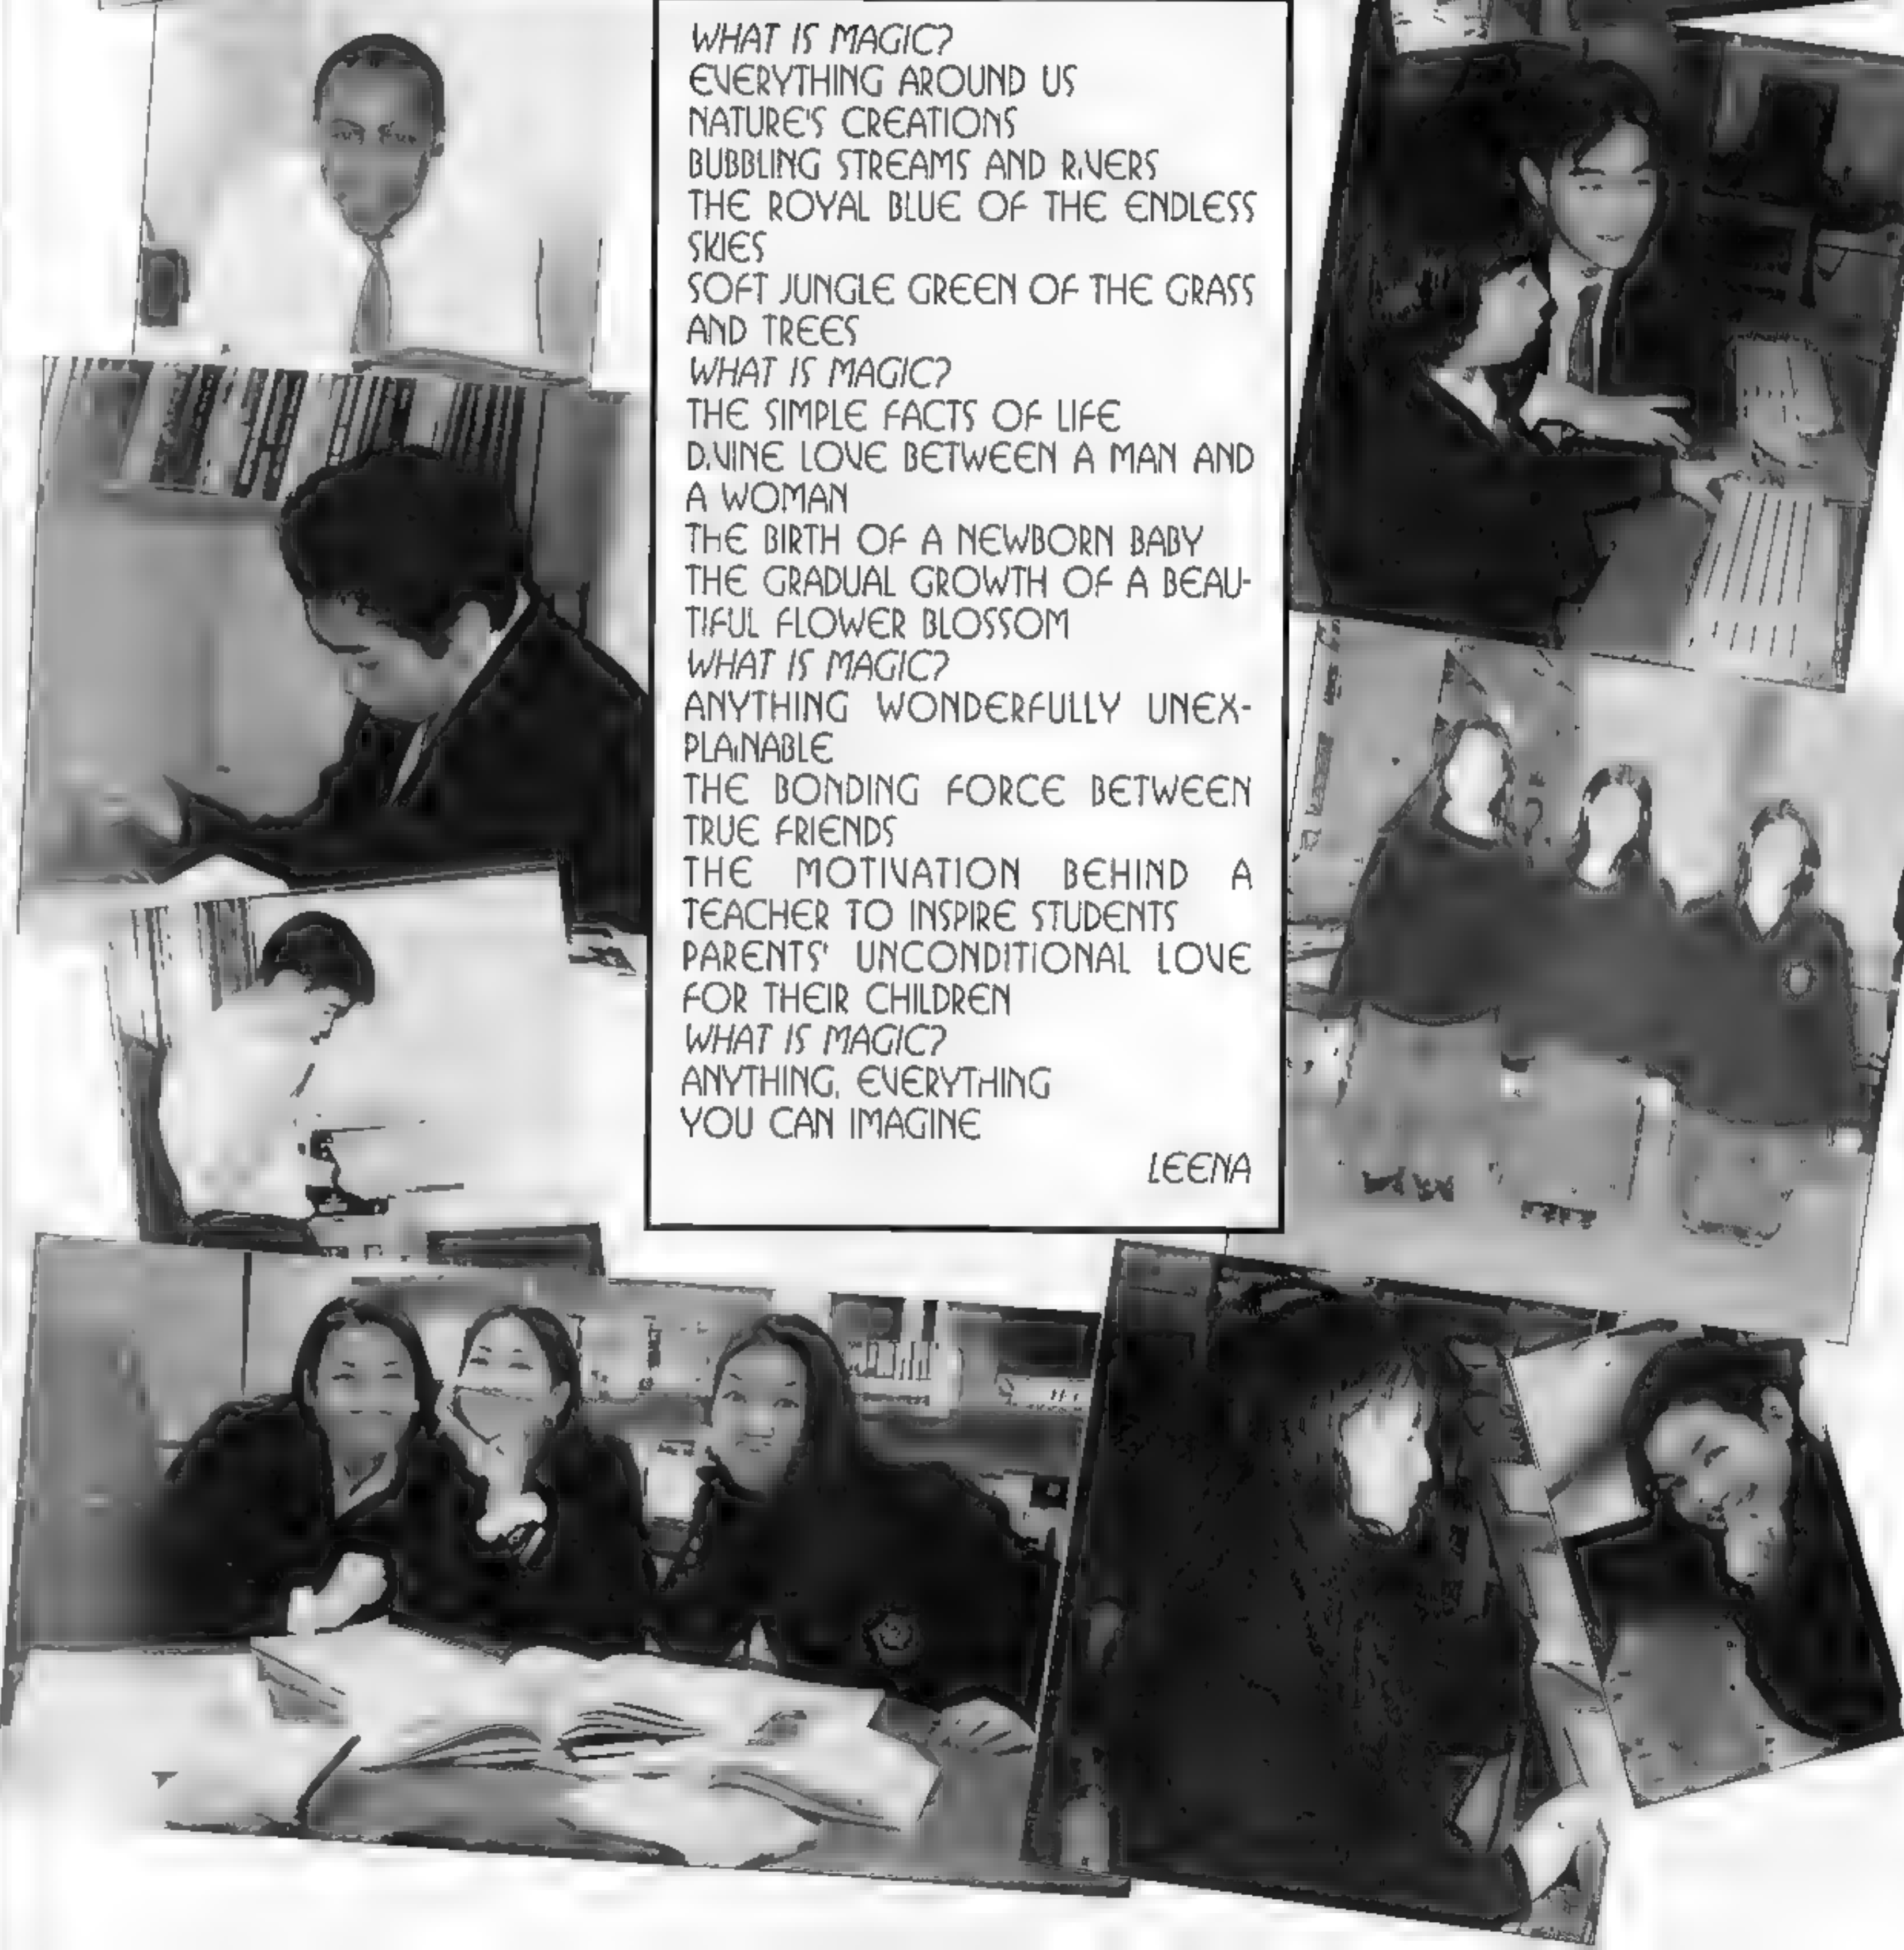 WHAT IS MAGIC?
EVERYTHING AROUND US
NATURE'S CREATIONS
BUBBLING STREAMS AND RIVERS
THE ROYAL BLUE OF THE ENDLESS
SKIES
SOFT JUNGLE GREEN OF THE GRASS
AND TREES
WHAT IS MAGIC?
THE SIMPLE FACTS OF LIFE
DIVINE LOVE BETWEEN A MAN AND
A WOMAN
THE BIRTH OF A NEWBORN BABY
THE GRADUAL GROWTH OF A BEAU-
TIFUL FLOWER BLOSSOM
WHAT IS MAGIC?
ANYTHING WONDERFULLY UNEX-
PLAINABLE
THE BONDING FORCE BETWEEN
TRUE FRIENDS
THE MOTIVATION BEHIND A
TEACHER TO INSPIRE STUDENTS
PARENTS' UNCONDITIONAL LOVE
FOR THEIR CHILDREN
WHAT IS MAGIC?
ANYTHING, EVERYTHING
YOU CAN IMAGINE
LEENA